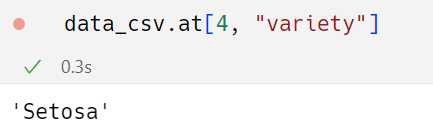 data_csv.at[4, "variety"]
0.3s
'Setosa'